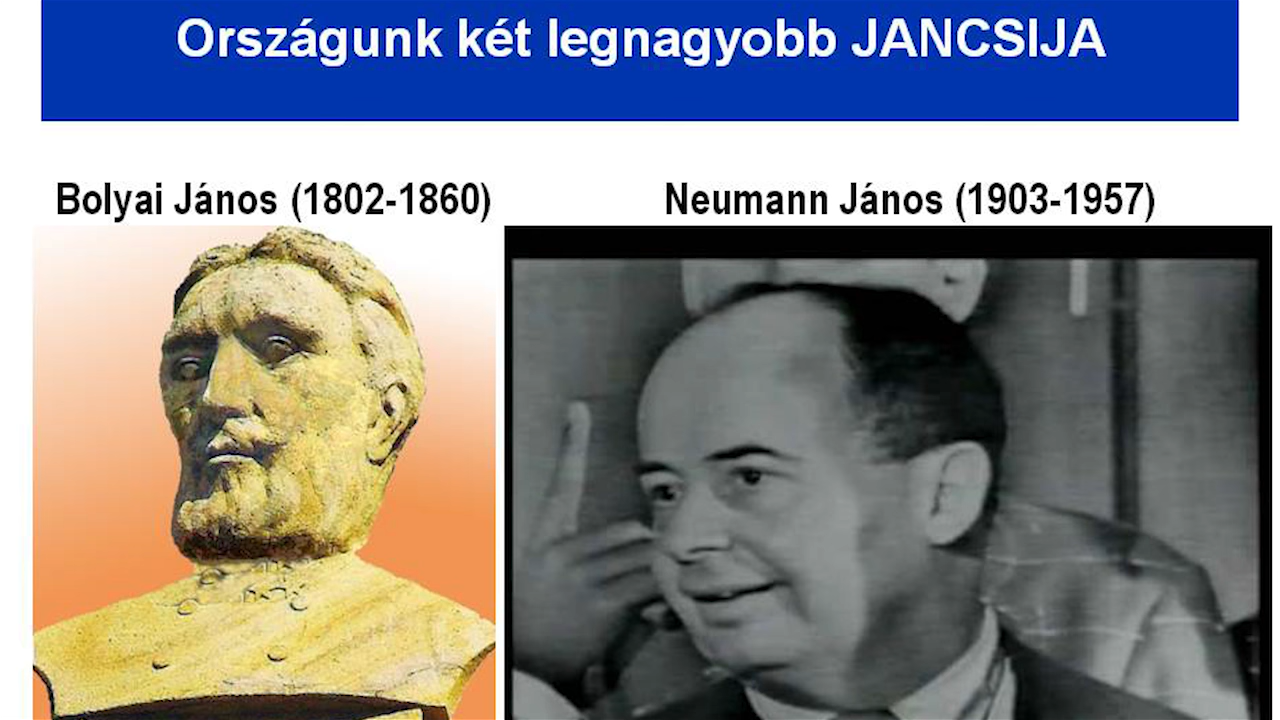 Országunk két legnagyobb JANCSIJA
Bolyai János (1802-1860)
Neumann János (1903-1957)